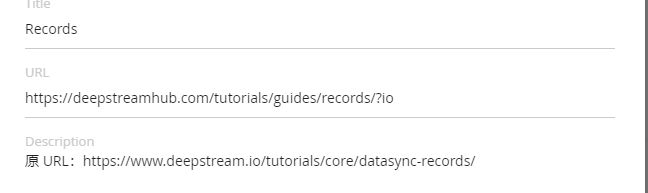 Title
Records
URL
https://deepstreamhub.com/tutorials/guides/records/?io
Description
原 URL：https://www.deepstream.io/tutorials/core/datasync-records/